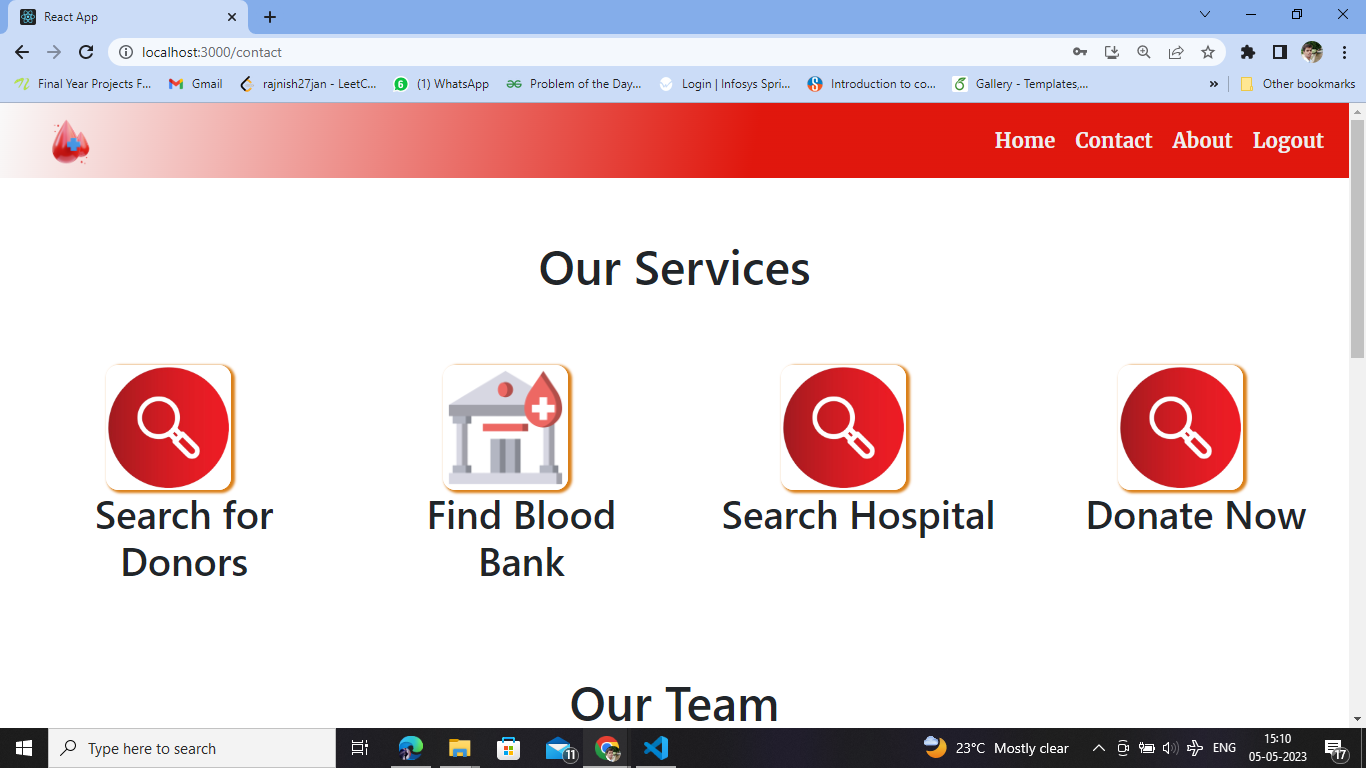 React App
localhost:3000/contact
Final Year Projects F... Gmail rajnish27jan - LeetC... (1) WhatsApp Problem of the Day... Login | Infosys Spri... Introduction to co... Gallery - Templates,... » Other bookmarks
Home Contact About Logout
Our Services
Search for Donors
Find Blood Bank
Search Hospital
Donate Now
Our Team
Type here to search
11
23°C Mostly clear
ENG
15:10
05-05-2023
17